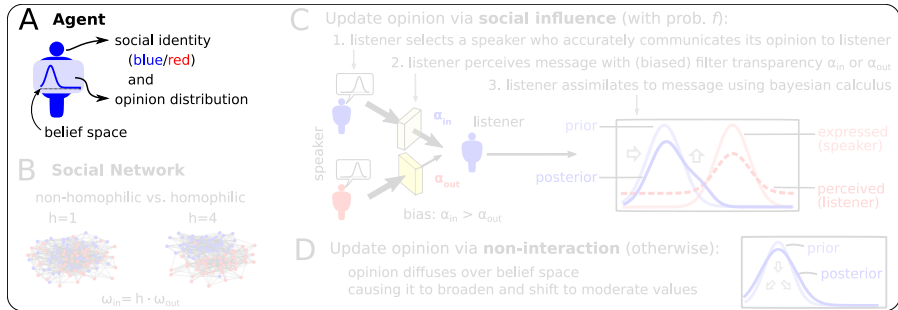 A Agent
social identity
(blue/red)
and
opinion distribution
belief space
B Social Network
non-homophilic vs. homophilic
h=1 h=4
ω_in = h · ω_out
C Update opinion via social influence (with prob. f):
1. listener selects a speaker who accurately communicates its opinion to listener
2. listener perceives message with (biased) filter transparency α_in or α_out
3. listener assimilates to message using bayesian calculus
speaker
α_in
listener
α_out
bias: α_in > α_out
prior
posterior
expressed
(speaker)
perceived
(listener)
D Update opinion via non-interaction (otherwise):
opinion diffuses over belief space
causing it to broaden and shift to moderate values
prior
posterior